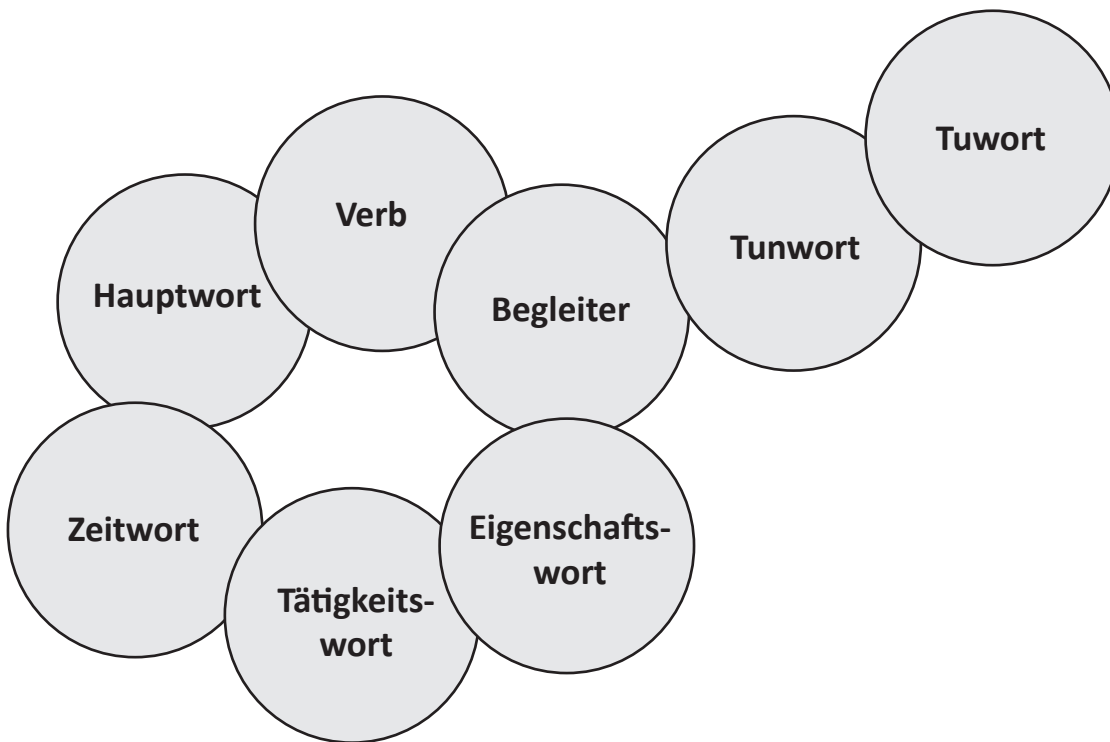 Tuwort
Verb
Tunwort
Hauptwort
Begleiter
Zeitwort
Eigenschafts-
wort
Tätigkeits-
wort